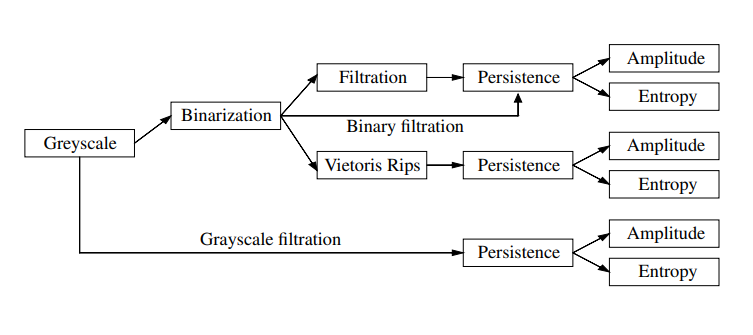 Amplitude
Filtration
Persistence
Entropy
Binarization
Binary filtration
Greyscale
Amplitude
Vietoris Rips
Persistence
Entropy
Grayscale filtration
Amplitude
Persistence
Entropy